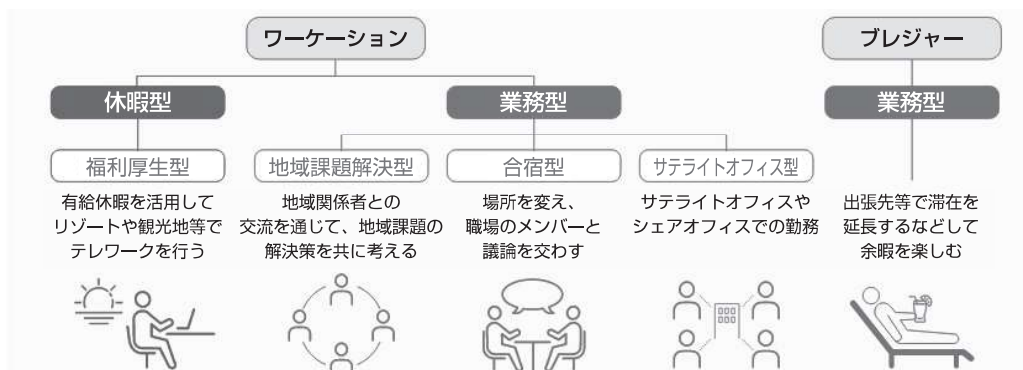 ワーケーション
ブレジャー
休暇型
業務型
業務型
福利厚生型
地域課題解決型
合宿型
サテライトオフィス型
有給休暇を活用して
リゾートや観光地等で
テレワークを行う
地域関係者との
交流を通じて、地域課題の
解決策を共に考える
場所を変え、
職場のメンバーと
議論を交わす
サテライトオフィスや
シェアオフィスでの勤務
出張先等で滞在を
延長するなどして
余暇を楽しむ